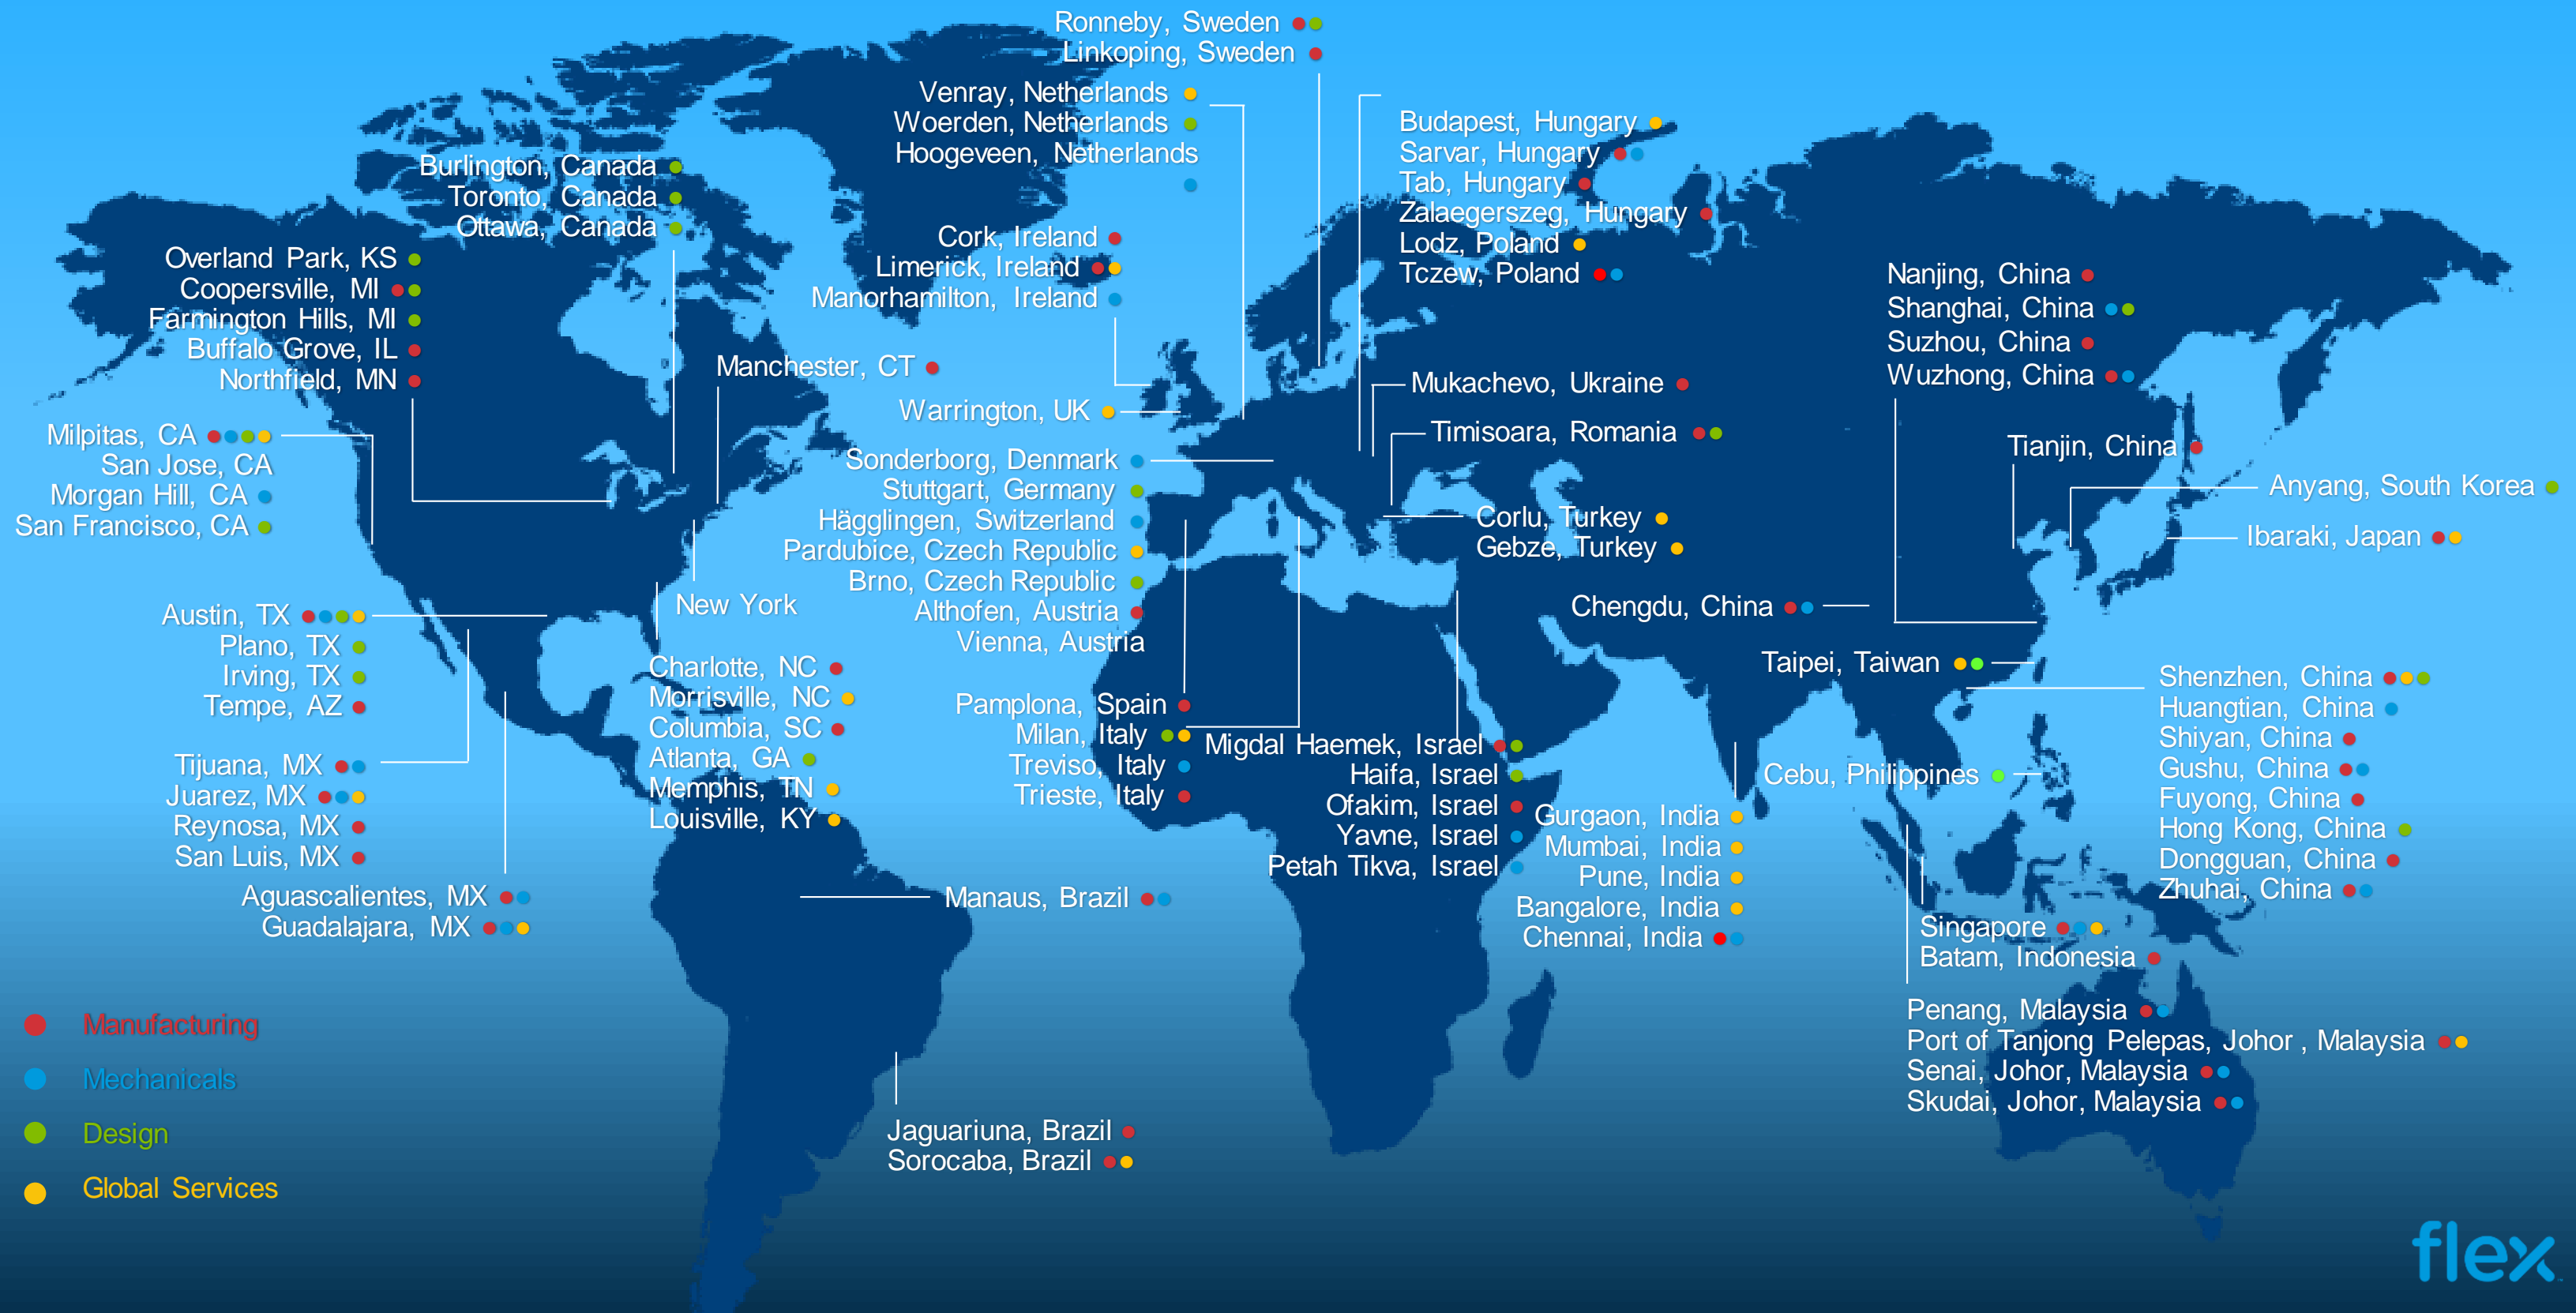 Ronneby, Sweden
Linkoping, Sweden
Venray, Netherlands
Woerden, Netherlands
Hoogeveen, Netherlands
Budapest, Hungary
Sarvar, Hungary
Tab, Hungary
Zalaegerszeg, Hungary
Lodz, Poland
Tczew, Poland
Burlington, Canada
Toronto, Canada
Ottawa, Canada
Cork, Ireland
Limerick, Ireland
Manorhamilton, Ireland
Overland Park, KS
Coopersville, MI
Farmington Hills, MI
Buffalo Grove, IL
Northfield, MN
Nanjing, China
Shanghai, China
Suzhou, China
Wuzhong, China
Manchester, CT
Warrington, UK
Mukachevo, Ukraine
Timisoara, Romania
Milpitas, CA
San Jose, CA
Morgan Hill, CA
San Francisco, CA
Tianjin, China
Anyang, South Korea
Ibaraki, Japan
Sonderborg, Denmark
Stuttgart, Germany
Hägglingen, Switzerland
Pardubice, Czech Republic
Brno, Czech Republic
Althofen, Austria
Vienna, Austria
Corlu, Turkey
Gebze, Turkey
New York
Chengdu, China
Austin, TX
Plano, TX
Irving, TX
Tempe, AZ
Taipei, Taiwan
Charlotte, NC
Morrisville, NC
Columbia, SC
Atlanta, GA
Memphis, TN
Louisville, KY
Pamplona, Spain
Milan, Italy
Treviso, Italy
Trieste, Italy
Migdal Haemek, Israel
Haifa, Israel
Ofakim, Israel
Yavne, Israel
Petah Tikva, Israel
Shenzhen, China
Huangtian, China
Shiyan, China
Gushu, China
Fuyong, China
Hong Kong, China
Dongguan, China
Zhuhai, China
Tijuana, MX
Juarez, MX
Reynosa, MX
San Luis, MX
Cebu, Philippines
Gurgaon, India
Mumbai, India
Pune, India
Bangalore, India
Chennai, India
Aguascalientes, MX
Guadalajara, MX
Manaus, Brazil
Singapore
Batam, Indonesia
Penang, Malaysia
Port of Tanjong Pelepas, Johor , Malaysia
Senai, Johor, Malaysia
Skudai, Johor, Malaysia
Jaguariuna, Brazil
Sorocaba, Brazil
Manufacturing
Mechanicals
Design
Global Services
flex